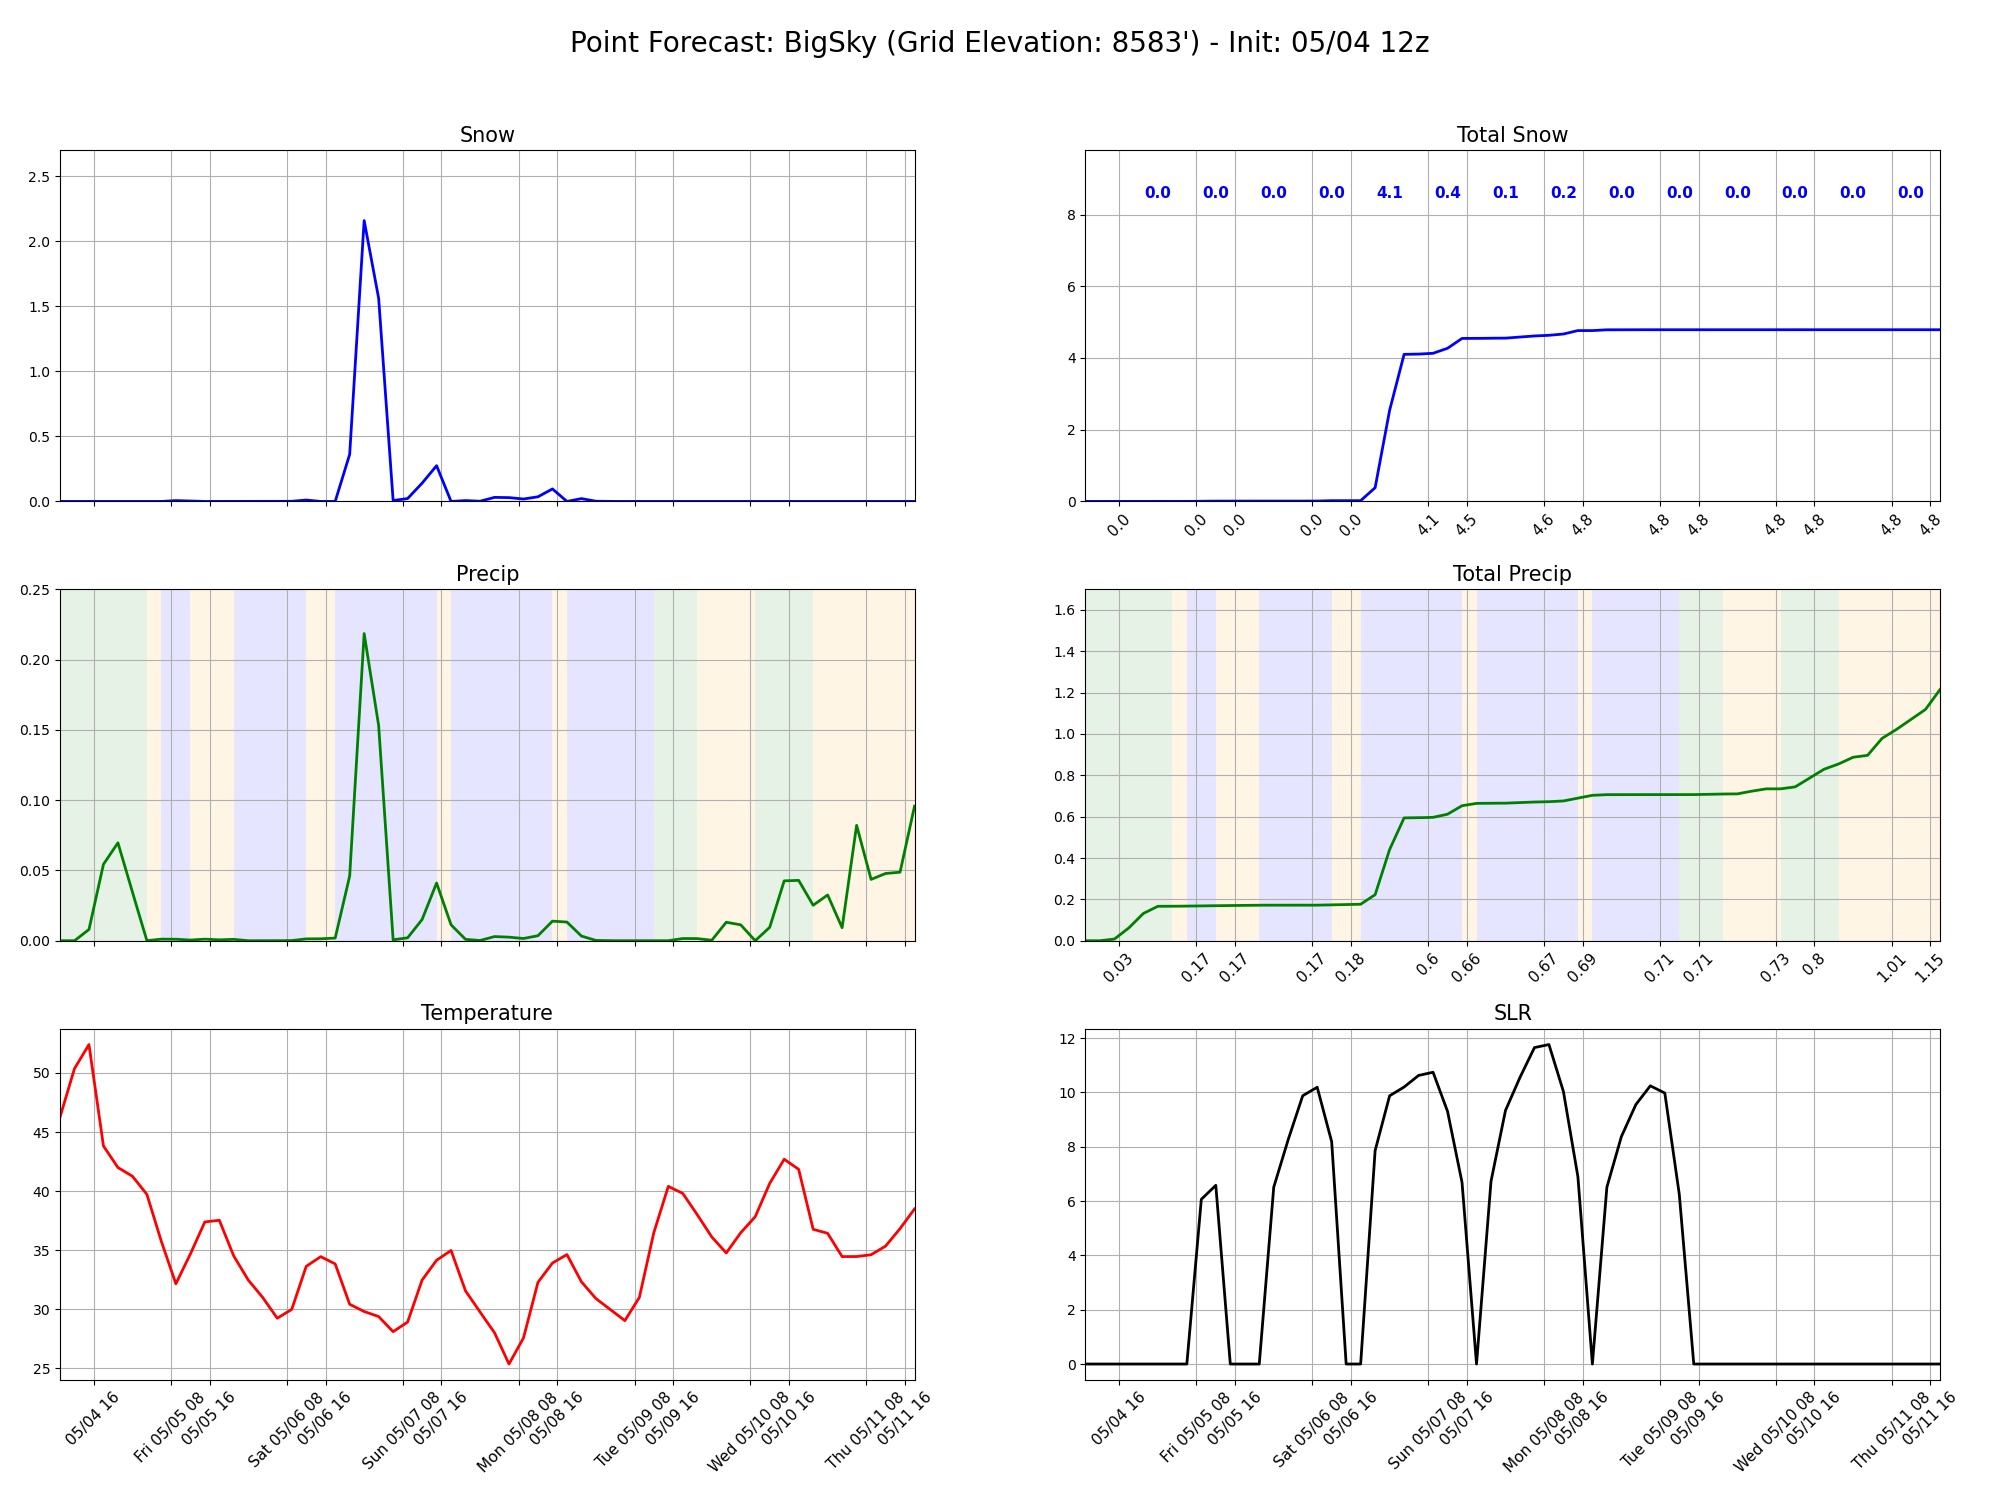 Point Forecast: BigSky (Grid Elevation: 8583') - Init: 05/04 12z
Snow
2.5
2.0
1.5
1.0
0.5
0.0
Total Snow
0.0 0.0 0.0 0.0 4.1 0.4 0.1 0.2 0.0 0.0 0.0 0.0 0.0 0.0
8
6
4
2
0
0.0 0.0 0.0 0.0 0.0 4.1 4.5 4.6 4.8 4.8 4.8 4.8 4.8 4.8 4.8
Precip
0.25
0.20
0.15
0.10
0.05
0.00
Total Precip
1.6
1.4
1.2
1.0
0.8
0.6
0.4
0.2
0.0
0.03 0.17 0.17 0.17 0.18 0.6 0.66 0.67 0.69 0.71 0.71 0.73 0.8 1.01 1.15
Temperature
50
45
40
35
30
25
05/04 16
Fri 05/05 08
05/05 16
Sat 05/06 08
05/06 16
Sun 05/07 08
05/07 16
Mon 05/08 08
05/08 16
Tue 05/09 08
05/09 16
Wed 05/10 08
05/10 16
Thu 05/11 08
05/11 16
SLR
12
10
8
6
4
2
0
05/04 16
Fri 05/05 08
05/05 16
Sat 05/06 08
05/06 16
Sun 05/07 08
05/07 16
Mon 05/08 08
05/08 16
Tue 05/09 08
05/09 16
Wed 05/10 08
05/10 16
Thu 05/11 08
05/11 16